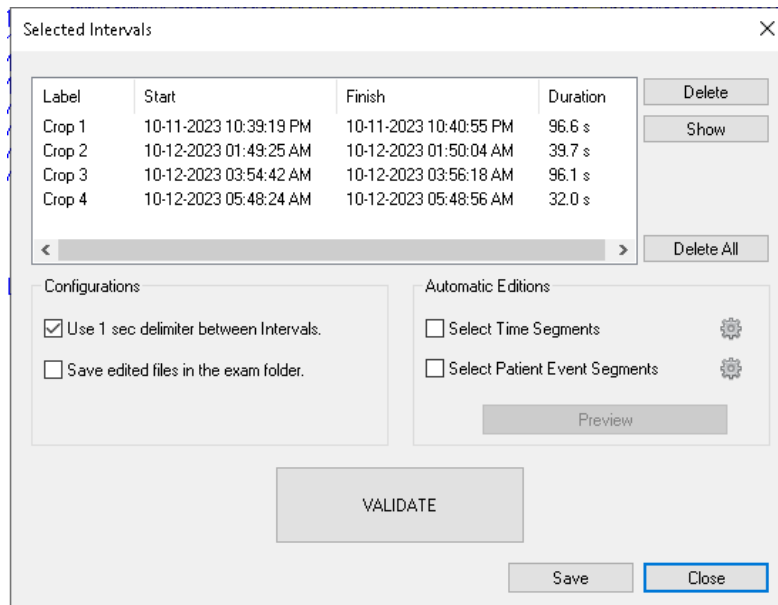 Selected Intervals
Label Start Finish Duration
Crop 1 10-11-2023 10:39:19 PM 10-11-2023 10:40:55 PM 96.6 s
Crop 2 10-12-2023 01:49:25 AM 10-12-2023 01:50:04 AM 39.7 s
Crop 3 10-12-2023 03:54:42 AM 10-12-2023 03:56:18 AM 96.1 s
Crop 4 10-12-2023 05:48:24 AM 10-12-2023 05:48:56 AM 32.0 s
Delete
Show
Delete All
Configurations
Use 1 sec delimiter between Intervals.
Save edited files in the exam folder.
Automatic Editions
Select Time Segments
Select Patient Event Segments
Preview
VALIDATE
Save Close